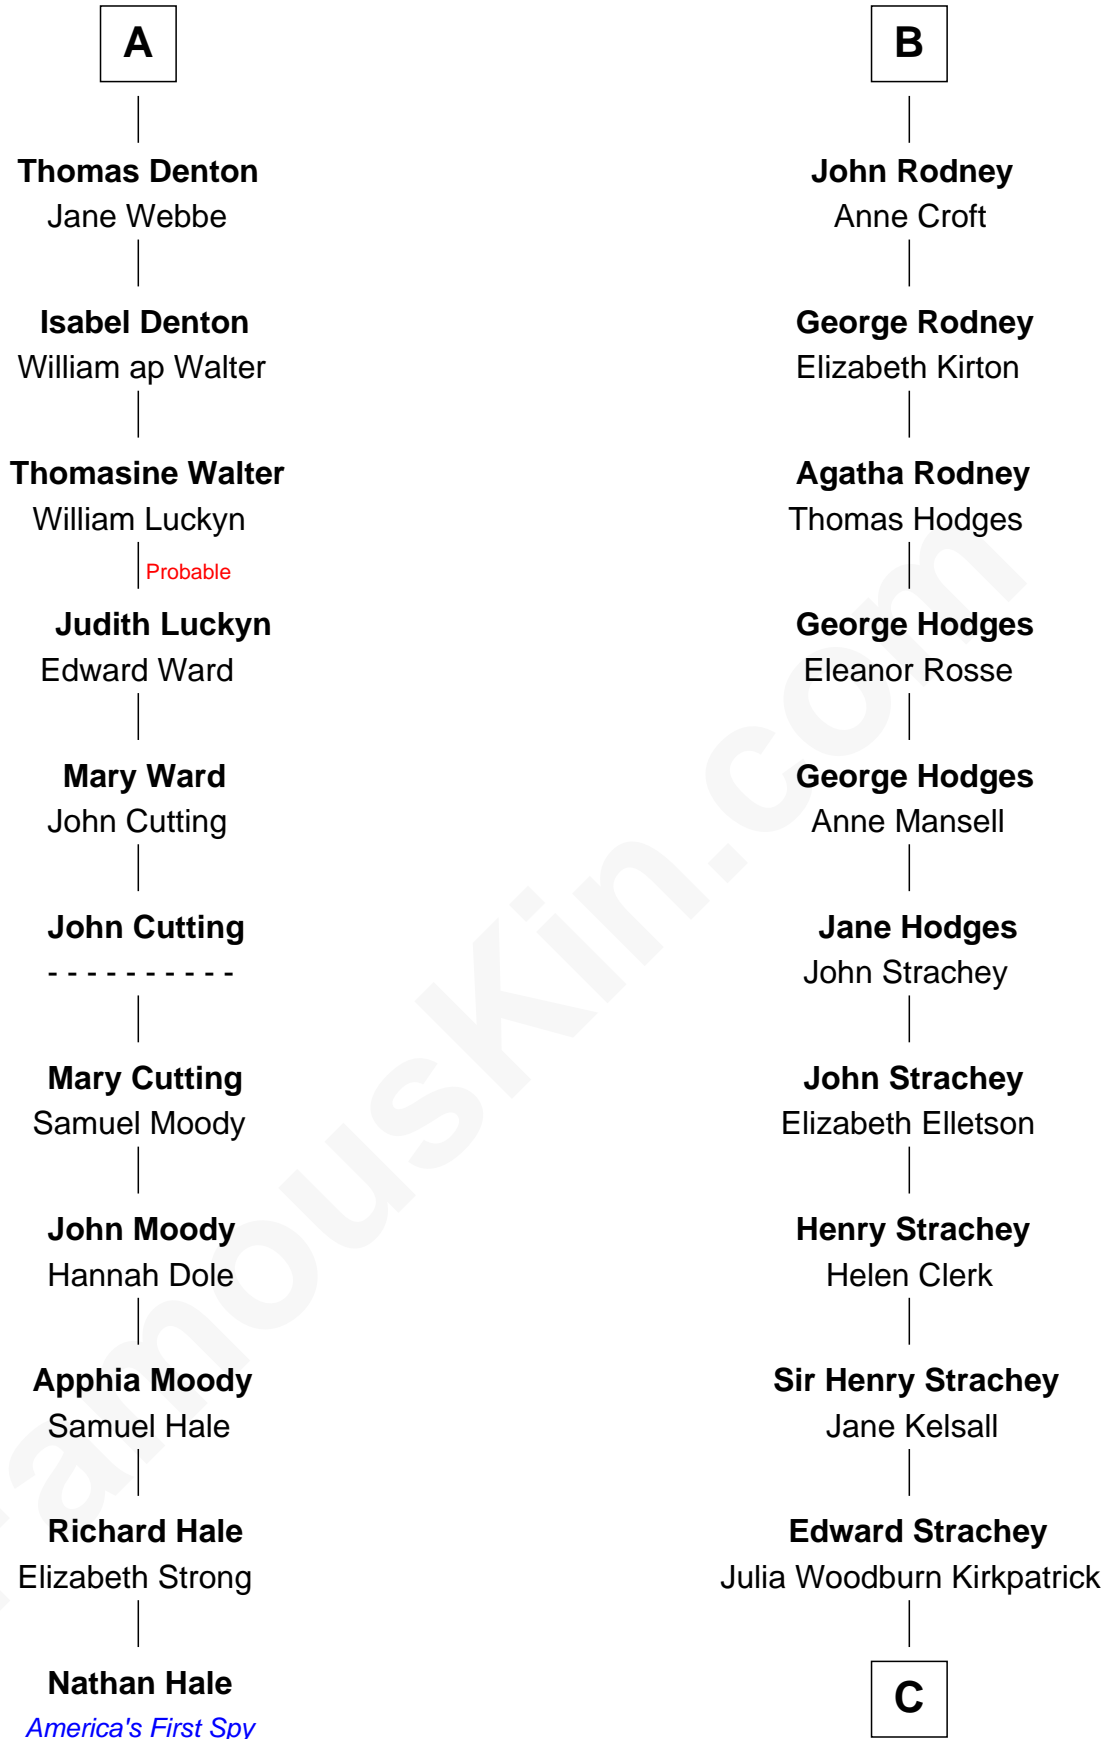 A
Thomas Denton
Jane Webbe
Isabel Denton
William ap Walter
Thomasine Walter
William Luckyn
Probable
Judith Luckyn
Edward Ward
Mary Ward
John Cutting
John Cutting
- - - - - - - - - -
Mary Cutting
Samuel Moody
John Moody
Hannah Dole
Apphia Moody
Samuel Hale
Richard Hale
Elizabeth Strong
Nathan Hale
America's First Spy
B
John Rodney
Anne Croft
George Rodney
Elizabeth Kirton
Agatha Rodney
Thomas Hodges
George Hodges
Eleanor Rosse
George Hodges
Anne Mansell
Jane Hodges
John Strachey
John Strachey
Elizabeth Elletson
Henry Strachey
Helen Clerk
Sir Henry Strachey
Jane Kelsall
Edward Strachey
Julia Woodburn Kirkpatrick
C
FamousKin.com